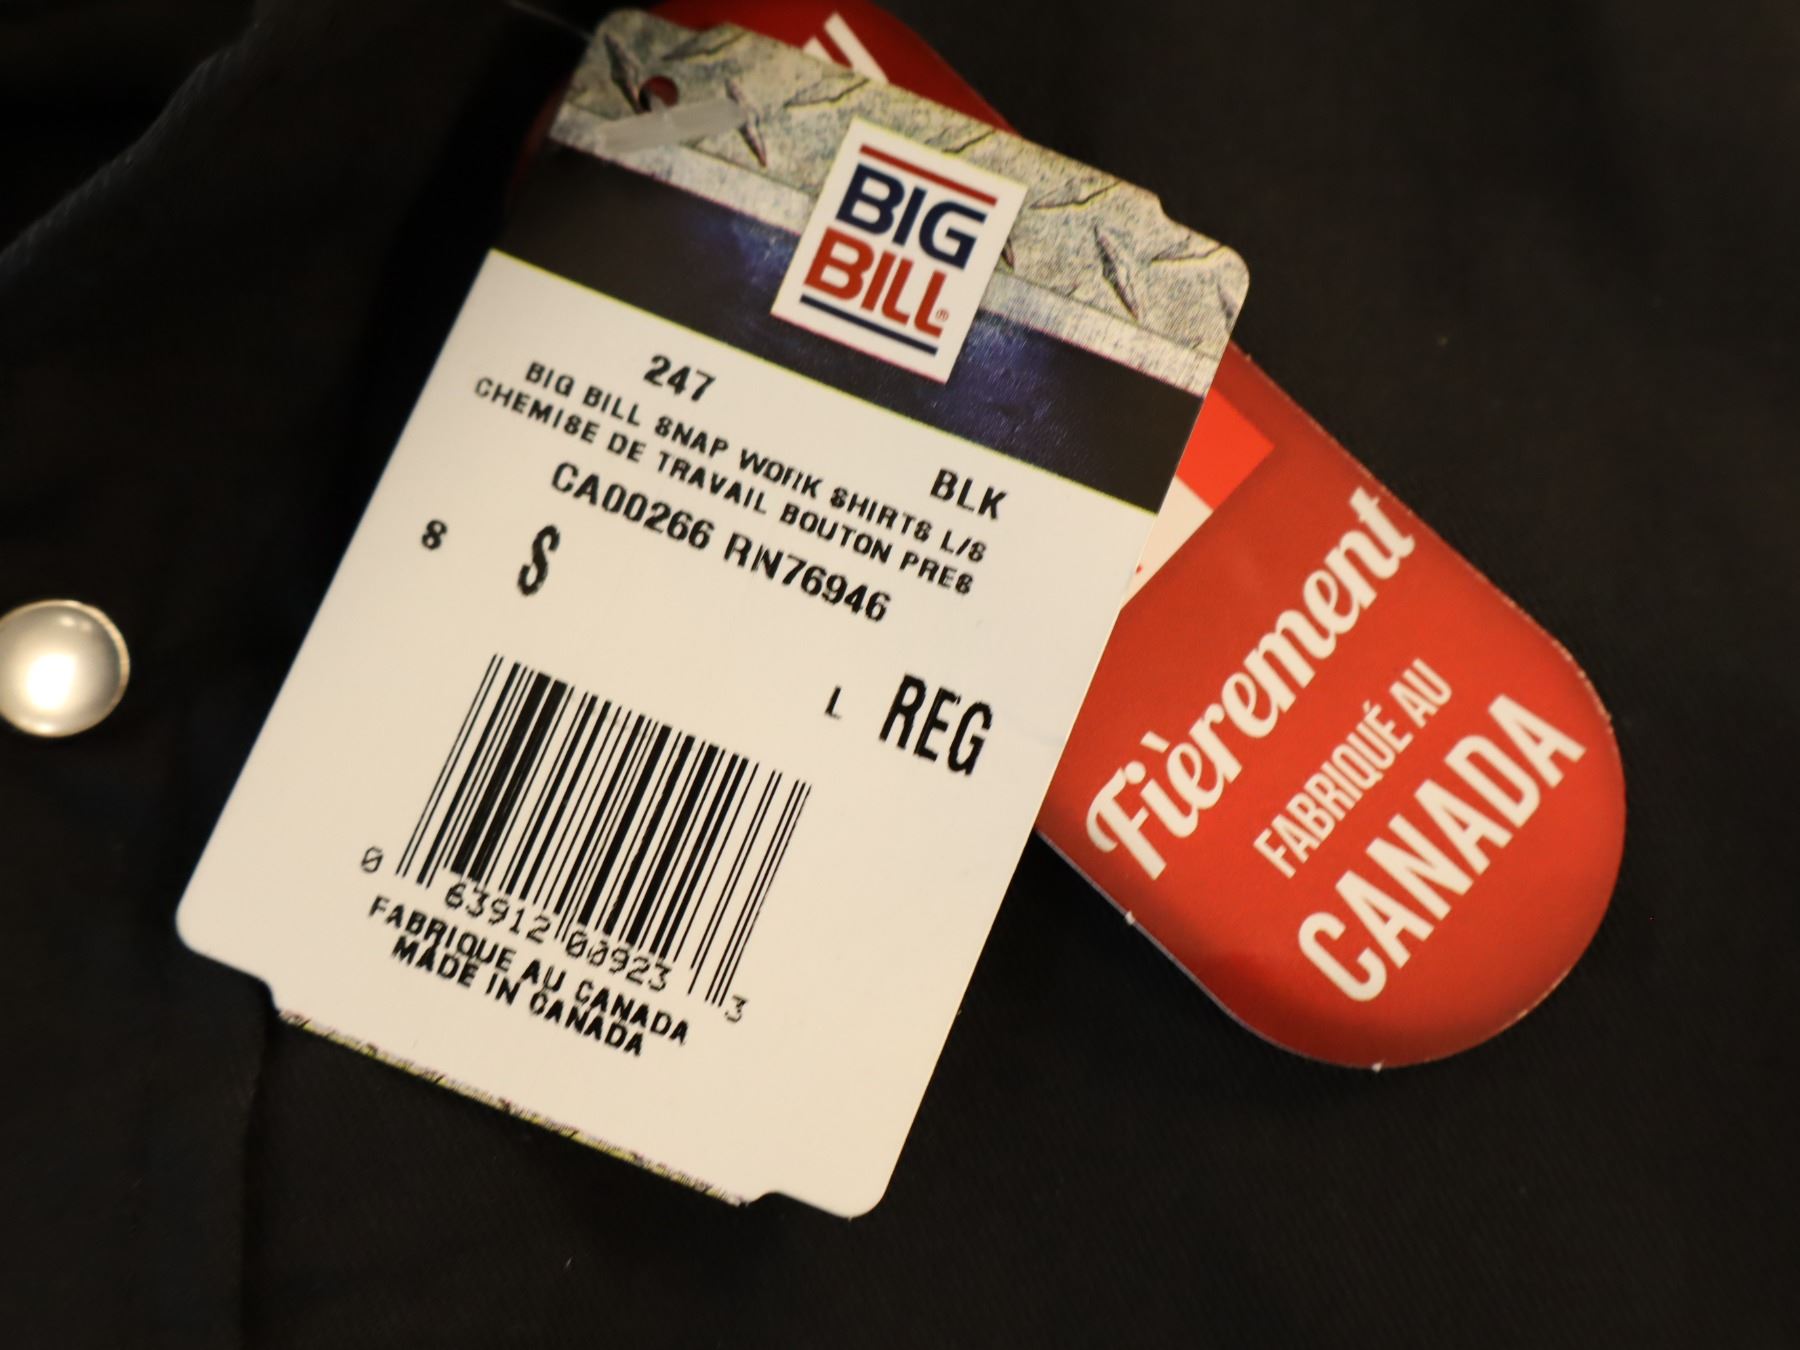 BIG
BILL®
247
BLK
BIG BILL SNAP WORK SHIRTS L/S
CHEMISE DE TRAVAIL BOUTON PRES
CA00266 RN76946
S S
L REG
0 63912 00923 3
FABRIQUE AU CANADA
MADE IN CANADA
Fièrement
FABRIQUÉ AU
CANADA